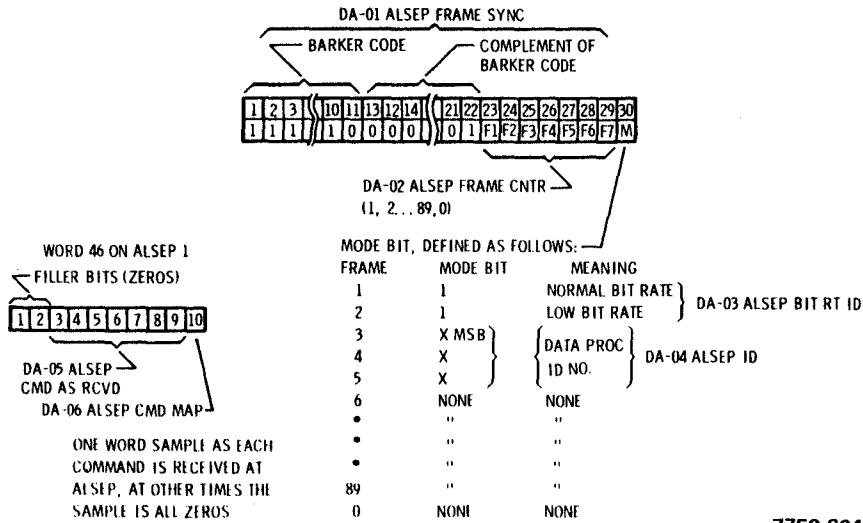 DA-01 ALSEP FRAME SYNC
BARKER CODE
COMPLEMENT OF
BARKER CODE
1 2 3 10 11 13 12 14 21 22 23 24 25 26 27 28 29 30
1 1 1 1 0 0 0 0 0 1 F1 F2 F3 F4 F5 F6 F7 M
DA-02 ALSEP FRAME CNTR
(1, 2... 89,0)
MODE BIT, DEFINED AS FOLLOWS:
FRAME MODE BIT MEANING
1 1 NORMAL BIT RATE
2 1 LOW BIT RATE
DA-03 ALSEP BIT RT ID
3 X MSB
4 X
5 X
DATA PROC
ID NO.
DA-04 ALSEP ID
6 NONE NONE
• " "
• " "
• " "
89 " "
0 NONE NONE
WORD 46 ON ALSEP 1
FILLER BITS (ZEROS)
1 2 3 4 5 6 7 8 9 10
DA-05 ALSEP
CMD AS RCVD
DA-06 ALSEP CMD MAP
ONE WORD SAMPLE AS EACH
COMMAND IS RECEIVED AT
ALSEP, AT OTHER TIMES THE
SAMPLE IS ALL ZEROS